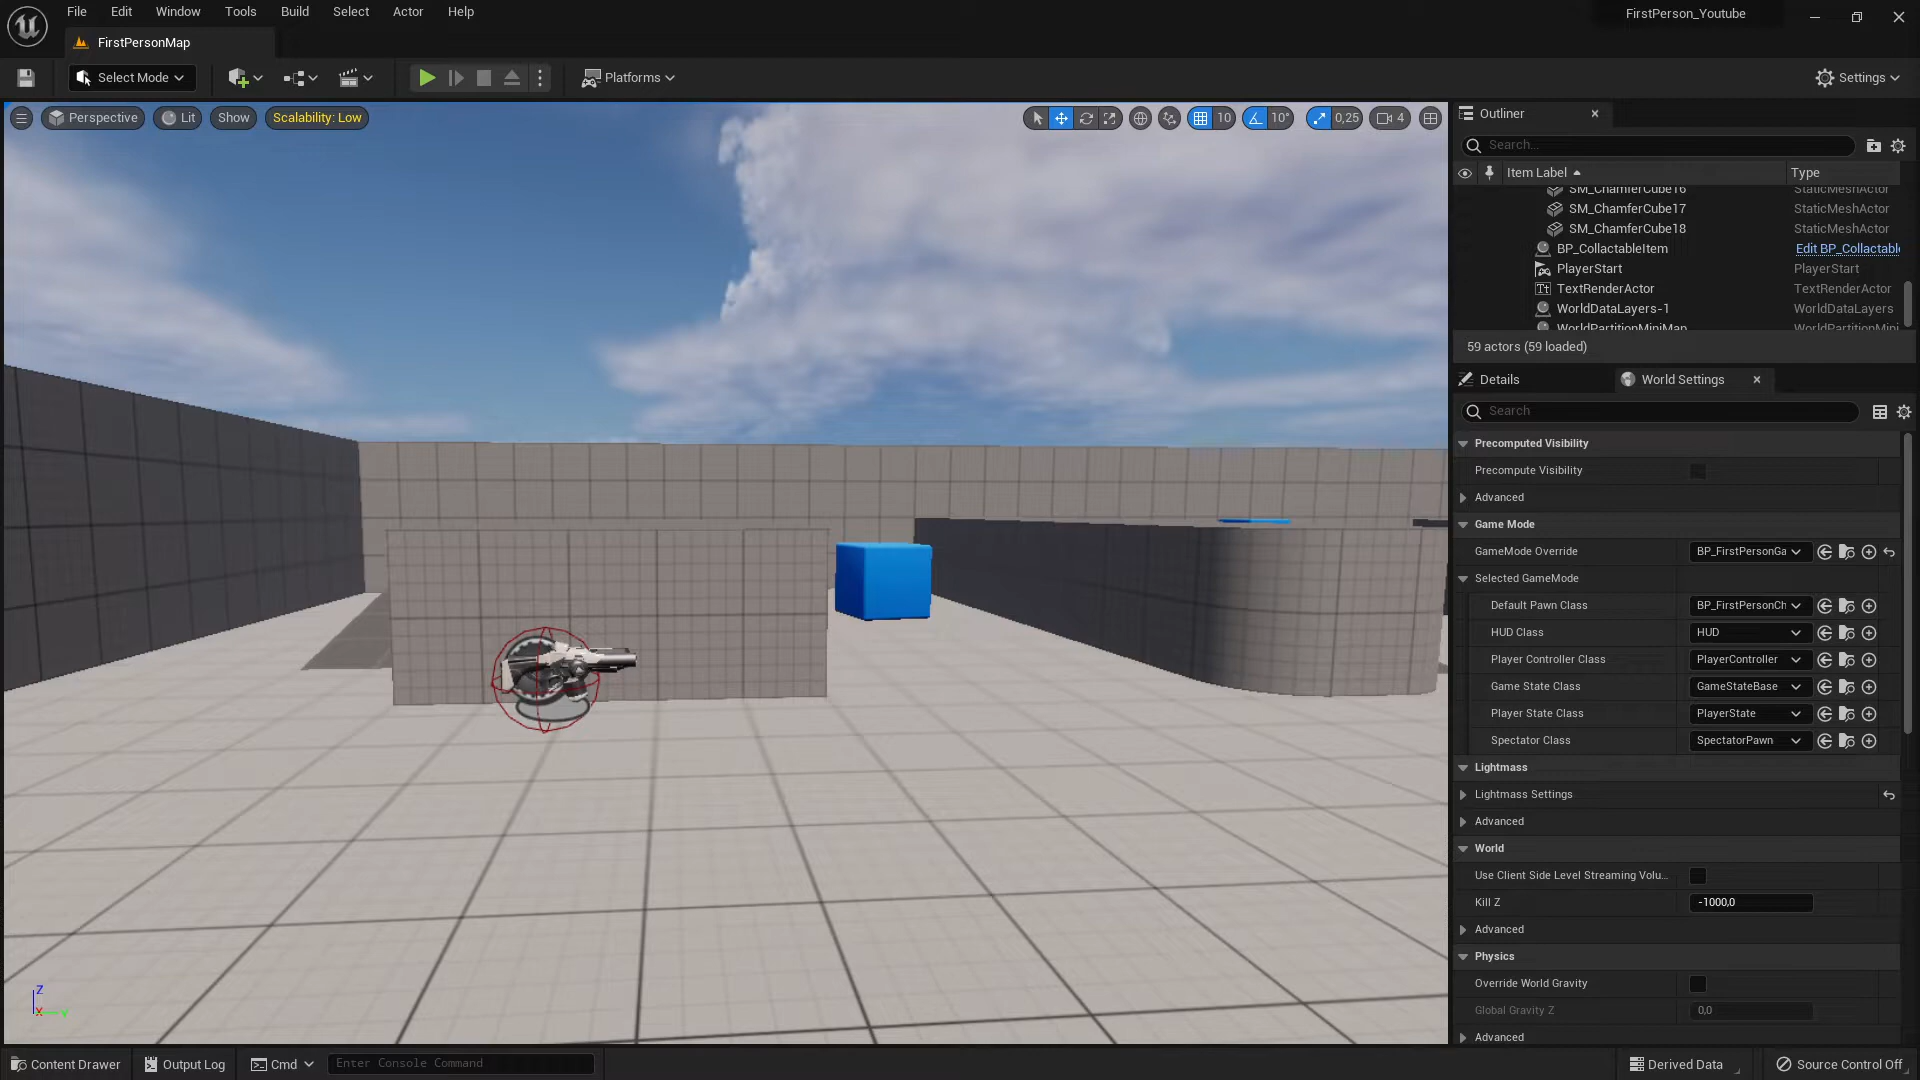 File Edit Window Tools Build Select Actor Help
FirstPerson_Youtube
FirstPersonMap
Select Mode
Platforms
Settings
Perspective Lit Show Scalability: Low
10 10° 0,25 4
Outliner
Search...
Item Label Type
SM_ChamferCube16 StaticMeshActor
SM_ChamferCube17 StaticMeshActor
SM_ChamferCube18 StaticMeshActor
BP_CollactableItem Edit BP_Collactabl
PlayerStart PlayerStart
TextRenderActor TextRenderActor
WorldDataLayers-1 WorldDataLayers
WorldPartitionMiniMap WorldPartitionMini
59 actors (59 loaded)
Details World Settings
Search
Precomputed Visibility
Precompute Visibility
Advanced
Game Mode
GameMode Override BP_FirstPersonGa
Selected GameMode
Default Pawn Class BP_FirstPersonCh
HUD Class HUD
Player Controller Class PlayerController
Game State Class GameStateBase
Player State Class PlayerState
Spectator Class SpectatorPawn
Lightmass
Lightmass Settings
Advanced
World
Use Client Side Level Streaming Volu...
Kill Z -1000,0
Advanced
Physics
Override World Gravity
Global Gravity Z 0,0
Advanced
Z
X Y
Content Drawer Output Log Cmd Enter Console Command
Derived Data Source Control Off